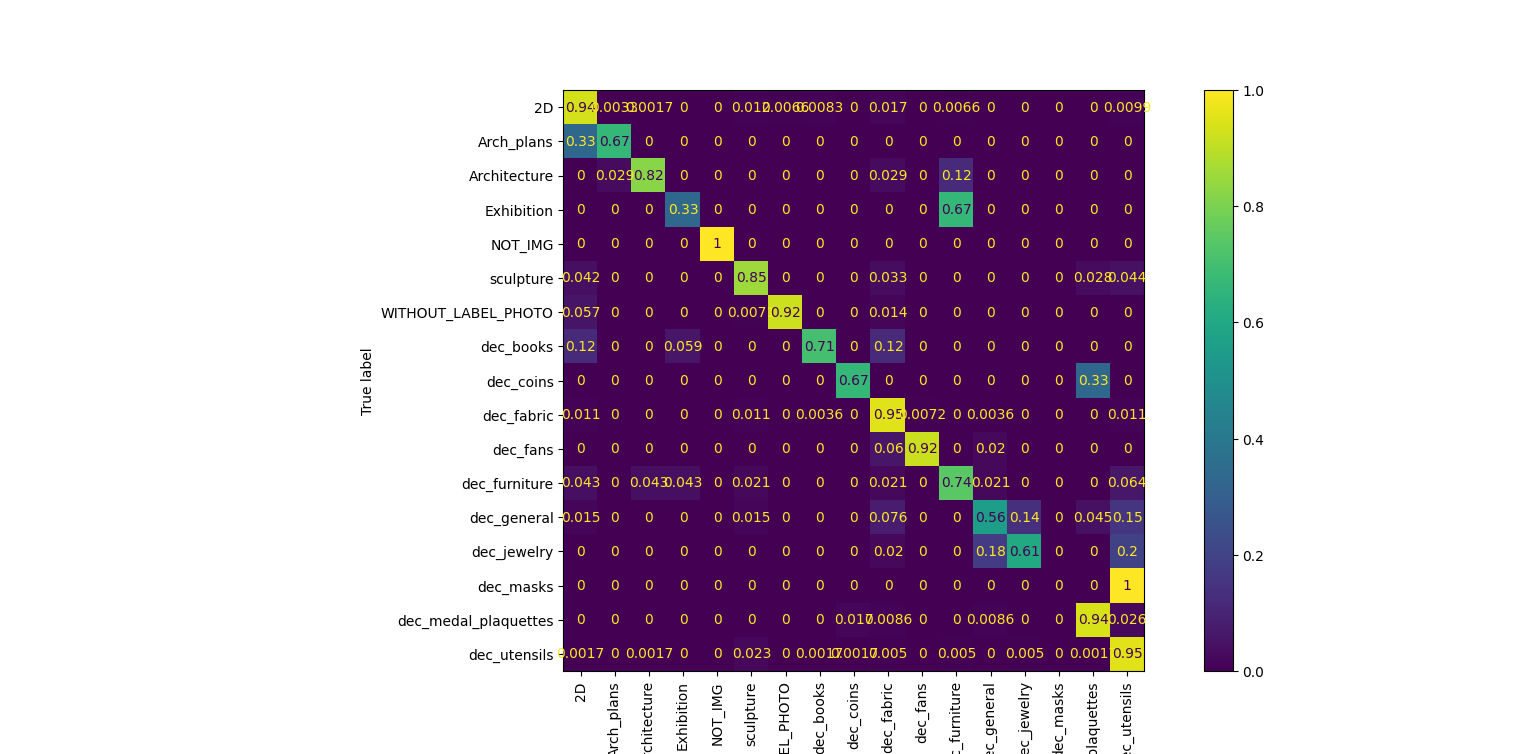 2D 0.94 0.0033 0.0017 0 0 0.012 0.0066 0.0083 0 0.017 0 0.0066 0 0 0 0 0.0099
Arch_plans 0.33 0.67 0 0 0 0 0 0 0 0 0 0 0 0 0 0 0
Architecture 0 0.029 0.82 0 0 0 0 0 0 0.029 0 0.12 0 0 0 0 0
Exhibition 0 0 0 0.33 0 0 0 0 0 0 0 0.67 0 0 0 0 0
NOT_IMG 0 0 0 0 1 0 0 0 0 0 0 0 0 0 0 0 0
sculpture 0.042 0 0 0 0 0.85 0 0 0 0.033 0 0 0 0 0 0.028 0.044
WITHOUT_LABEL_PHOTO 0.057 0 0 0 0 0.007 0.92 0 0 0.014 0 0 0 0 0 0 0
dec_books 0.12 0 0 0.059 0 0 0 0.71 0 0.12 0 0 0 0 0 0 0
dec_coins 0 0 0 0 0 0 0 0 0.67 0 0 0 0 0 0 0.33 0
dec_fabric 0.011 0 0 0 0 0.011 0 0.0036 0 0.95 0.0072 0 0.0036 0 0 0 0.011
dec_fans 0 0 0 0 0 0 0 0 0 0.06 0.92 0 0.02 0 0 0 0
dec_furniture 0.043 0 0.043 0.043 0 0.021 0 0 0 0.021 0 0.74 0.021 0 0 0 0.064
dec_general 0.015 0 0 0 0 0.015 0 0 0 0.076 0 0 0.56 0.14 0 0.045 0.15
dec_jewelry 0 0 0 0 0 0 0 0 0 0.02 0 0 0.18 0.61 0 0 0.2
dec_masks 0 0 0 0 0 0 0 0 0 0 0 0 0 0 0 0 1
dec_medal_plaquettes 0 0 0 0 0 0 0 0 0.017 0.0086 0 0 0.0086 0 0 0.94 0.026
dec_utensils 0.0017 0 0.0017 0 0 0.023 0 0.0017 0.0017 0.005 0 0.005 0 0.005 0 0.0017 0.95
True label
2D
Arch_plans
rchitecture
Exhibition
NOT_IMG
sculpture
EL_PHOTO
dec_books
dec_coins
dec_fabric
dec_fans
c_furniture
ec_general
ec_jewelry
dec_masks
plaquettes
ec_utensils
1.0
0.8
0.6
0.4
0.2
0.0